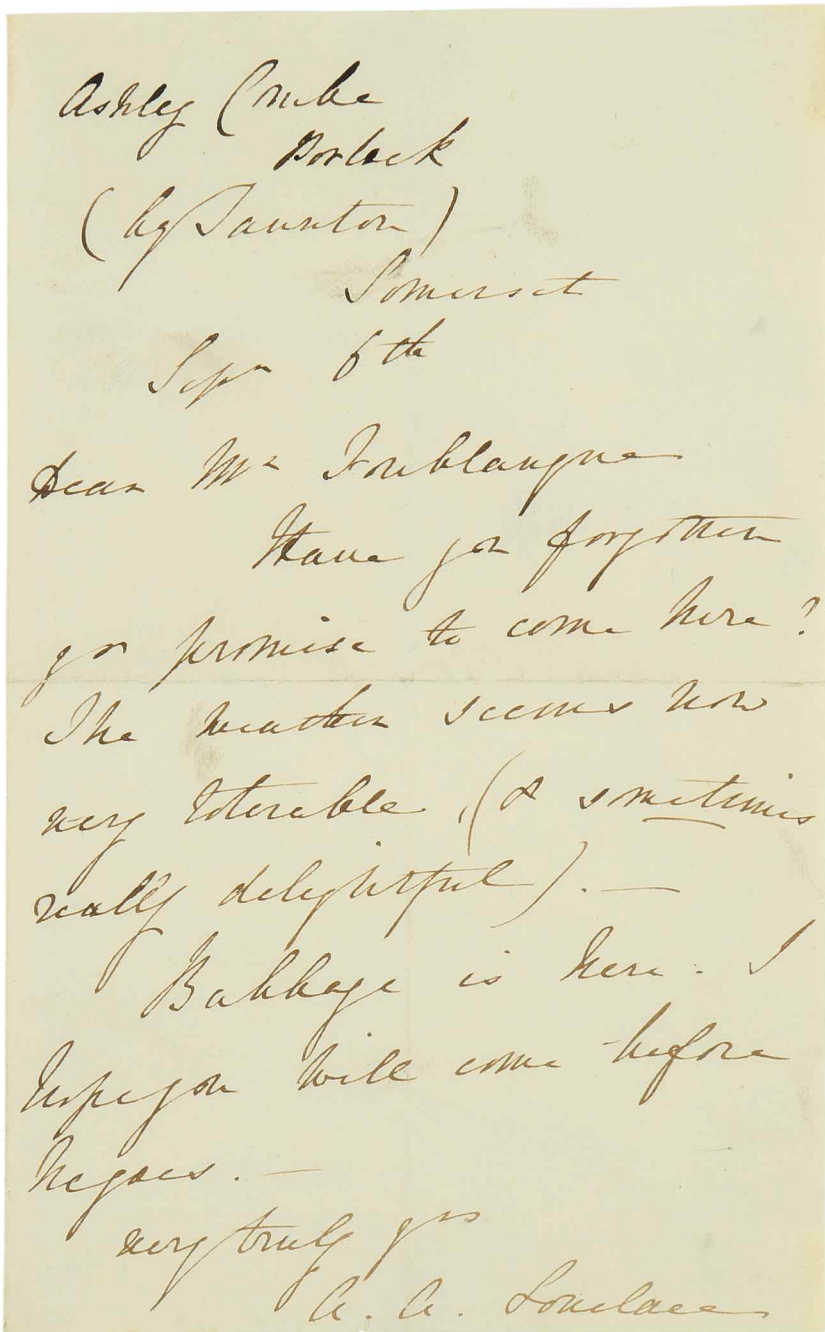 Ashley Combe
Porlock
(by Taunton)
Somerset
Sepr 6th
Dear Mr Fonblanque
Have you forgotten
yr promise to come here?
The weather seems now
very tolerable, (& sometimes
really delightful). —
Babbage is here. I
hope you will come before
he goes. —
very truly yrs
A. A. Lovelace